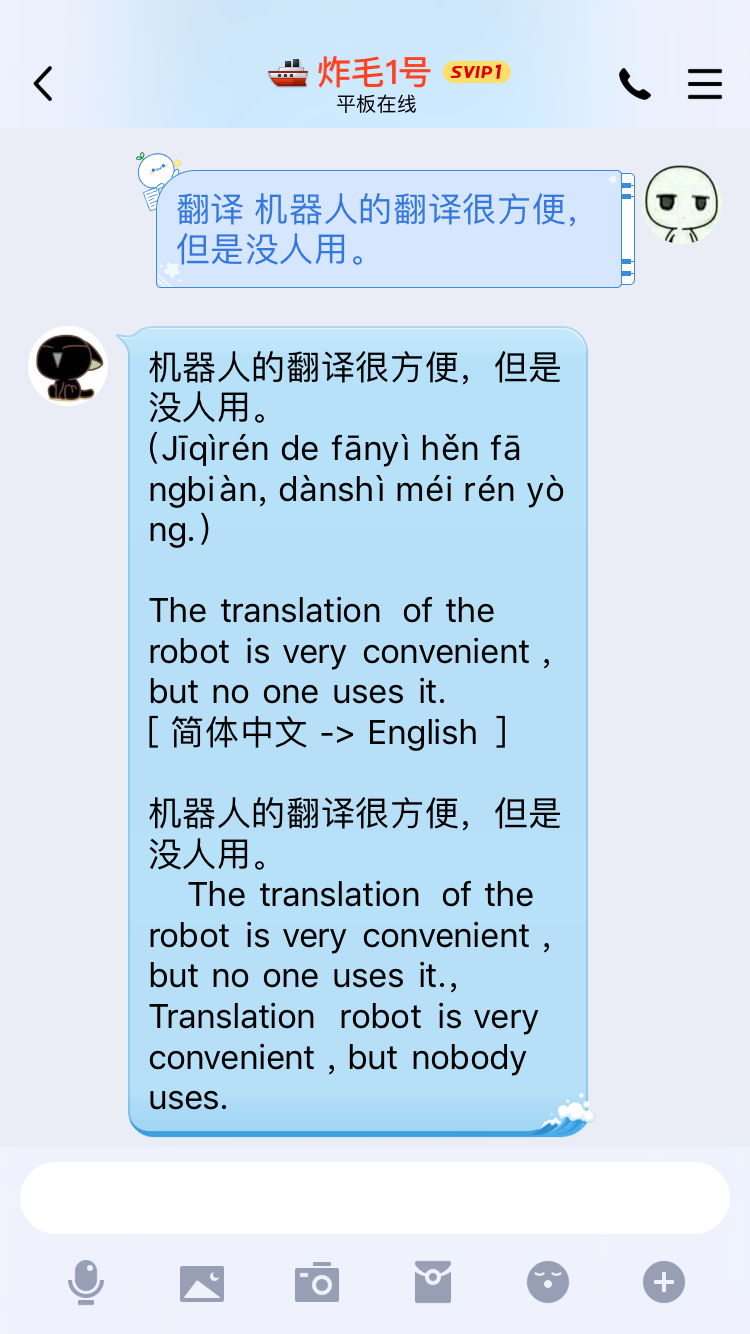 炸毛1号 SVIP1
平板在线
翻译 机器人的翻译很方便，
但是没人用。
机器人的翻译很方便，但是
没人用。
(Jīqìrén de fānyì hěn fā
ngbiàn, dànshì méi rén yò
ng.)
The translation of the
robot is very convenient ,
but no one uses it.
[ 简体中文 -> English ]
机器人的翻译很方便，但是
没人用。
The translation of the
robot is very convenient ,
but no one uses it.,
Translation robot is very
convenient , but nobody
uses.